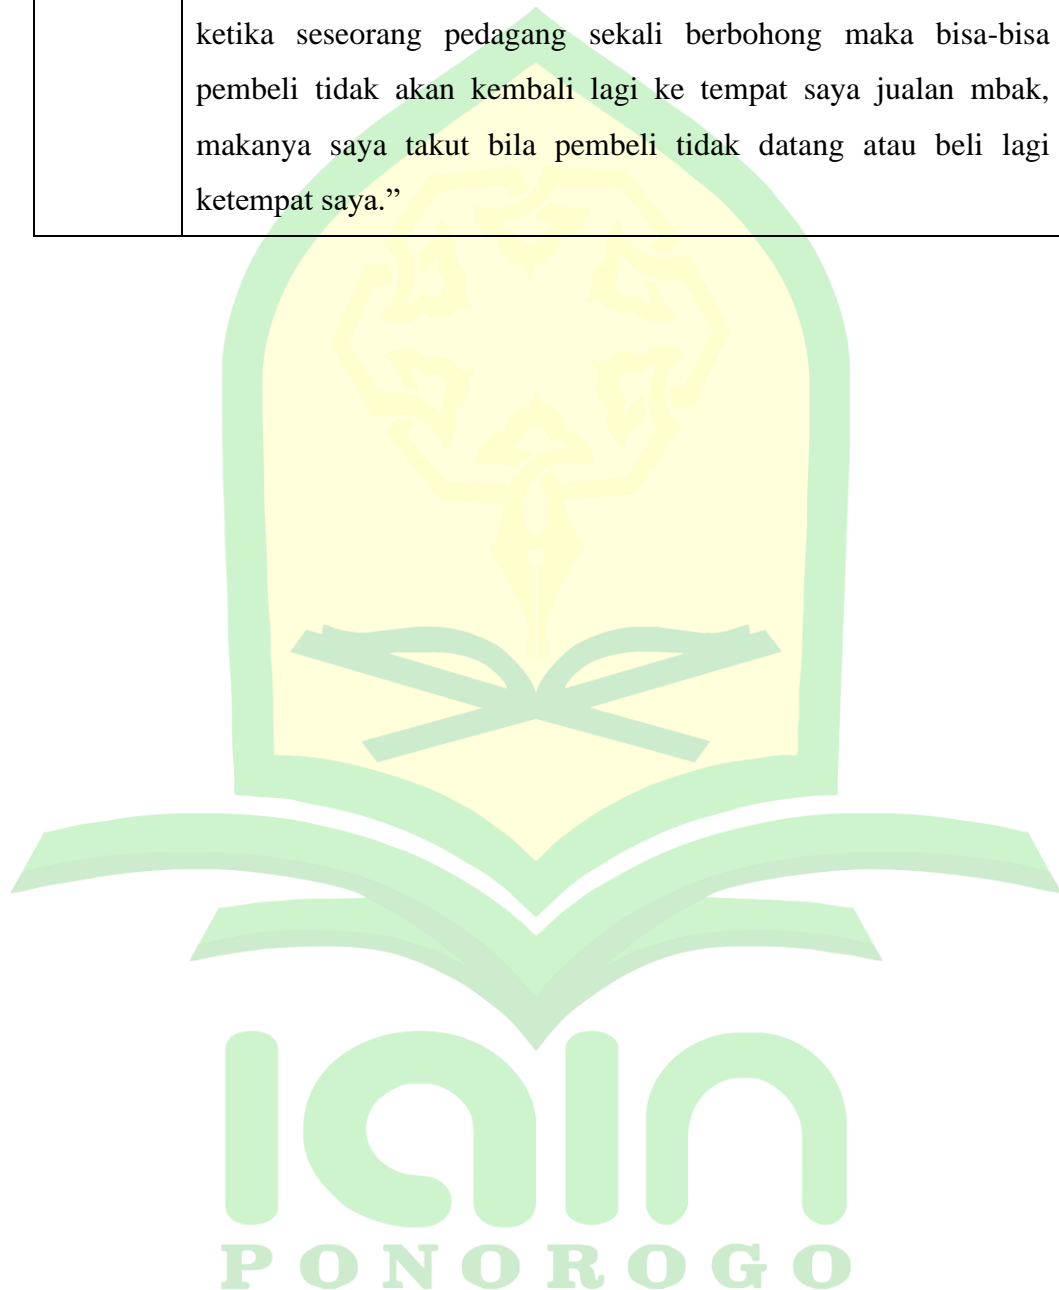 ketika seseorang pedagang sekali berbohong maka bisa-bisa
pembeli tidak akan kembali lagi ke tempat saya jualan mbak,
makanya saya takut bila pembeli tidak datang atau beli lagi
ketempat saya.”
iain
PONOROGO